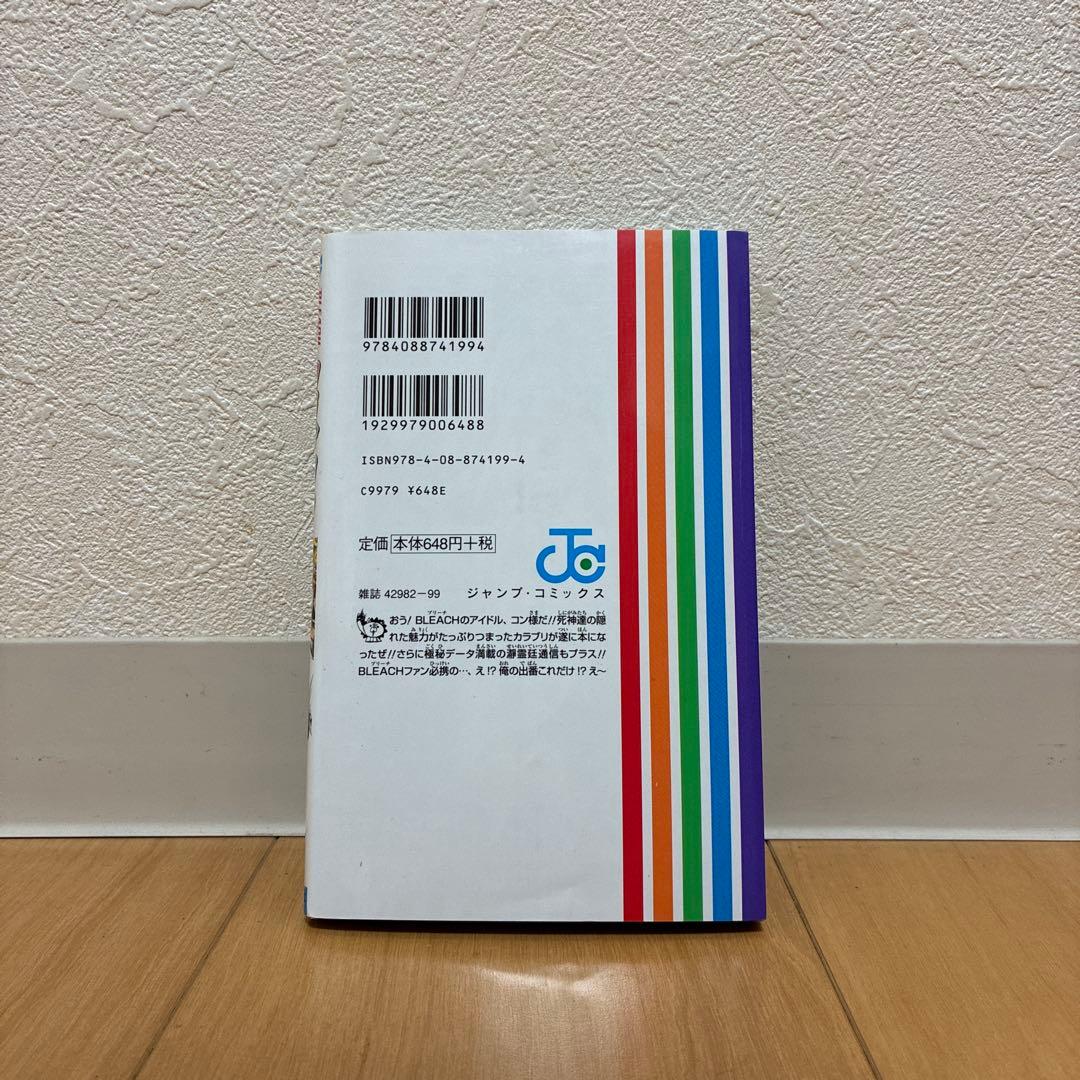 9784088741994
1929979006488
ISBN978-4-08-874199-4
C9979 ¥648E
定価 本体648円+税
JC
雑誌 42982-99 ジャンプ・コミックス
おう! BLEACHのアイドル、コン様だ!!死神達の隠
れた魅力がたっぷりつまったカラブリが遂に本にな
ったぜ!!さらに極秘データ満載の瀞霊廷通信もプラス!!
BLEACHファン必携の…、え!?俺の出番これだけ!?え〜